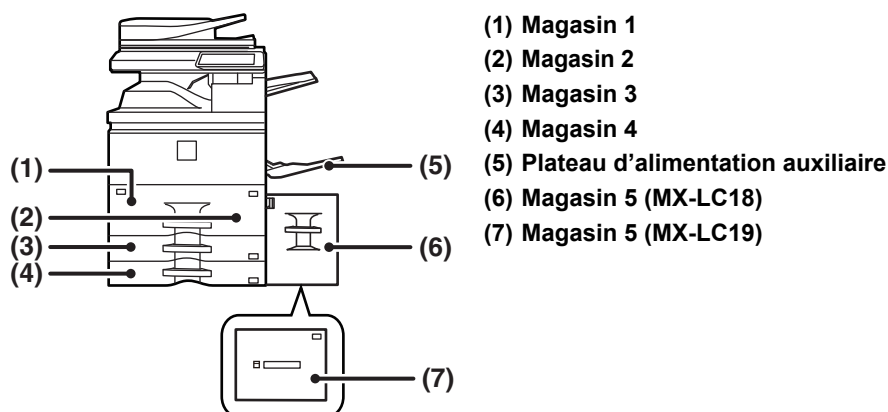 (1) Magasin 1
(2) Magasin 2
(3) Magasin 3
(4) Magasin 4
(5) Plateau d’alimentation auxiliaire
(6) Magasin 5 (MX-LC18)
(7) Magasin 5 (MX-LC19)
(1)
(2)
(3)
(4)
(5)
(6)
(7)